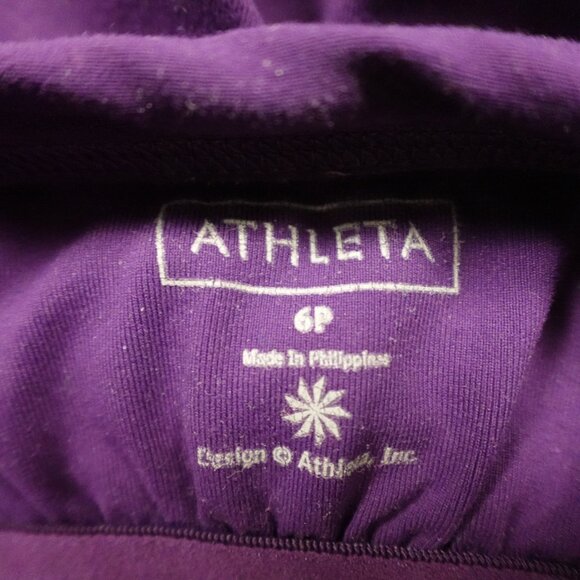 ATHLETA
6P
Made In Philippines
Design © Athleta, Inc.